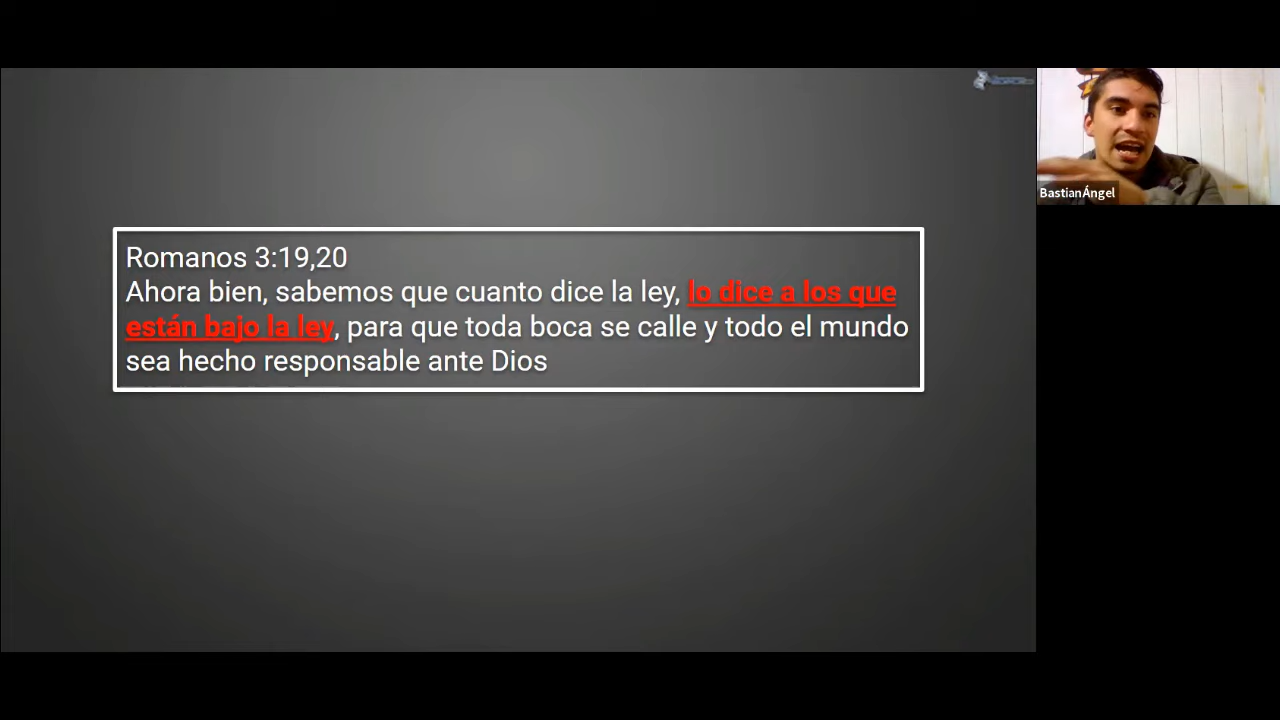 Romanos 3:19,20
Ahora bien, sabemos que cuanto dice la ley, lo dice a los que
están bajo la ley, para que toda boca se calle y todo el mundo
sea hecho responsable ante Dios
BastianÁngel